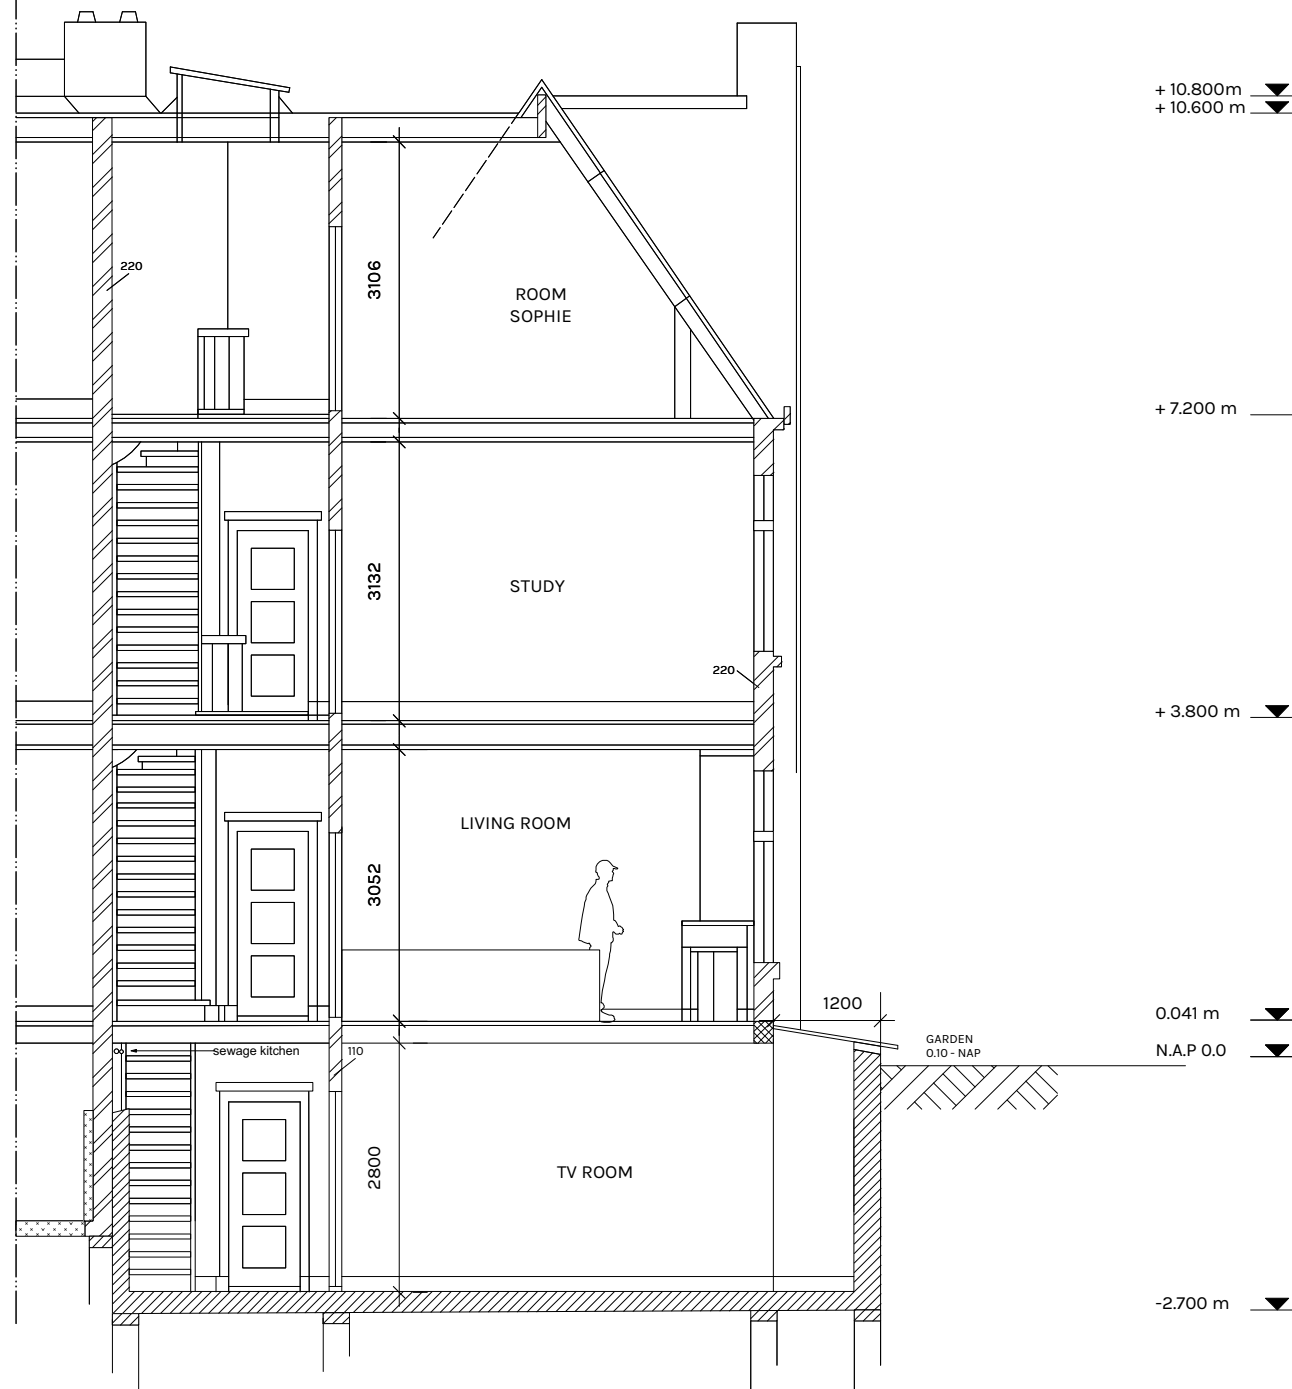 + 10.800m
+ 10.600 m
220
3106
ROOM
SOPHIE
+ 7.200 m
3132
STUDY
220
+ 3.800 m
LIVING ROOM
3052
1200
0.041 m
sewage kitchen
110
GARDEN
0.10 - NAP
N.A.P 0.0
2800
TV ROOM
-2.700 m